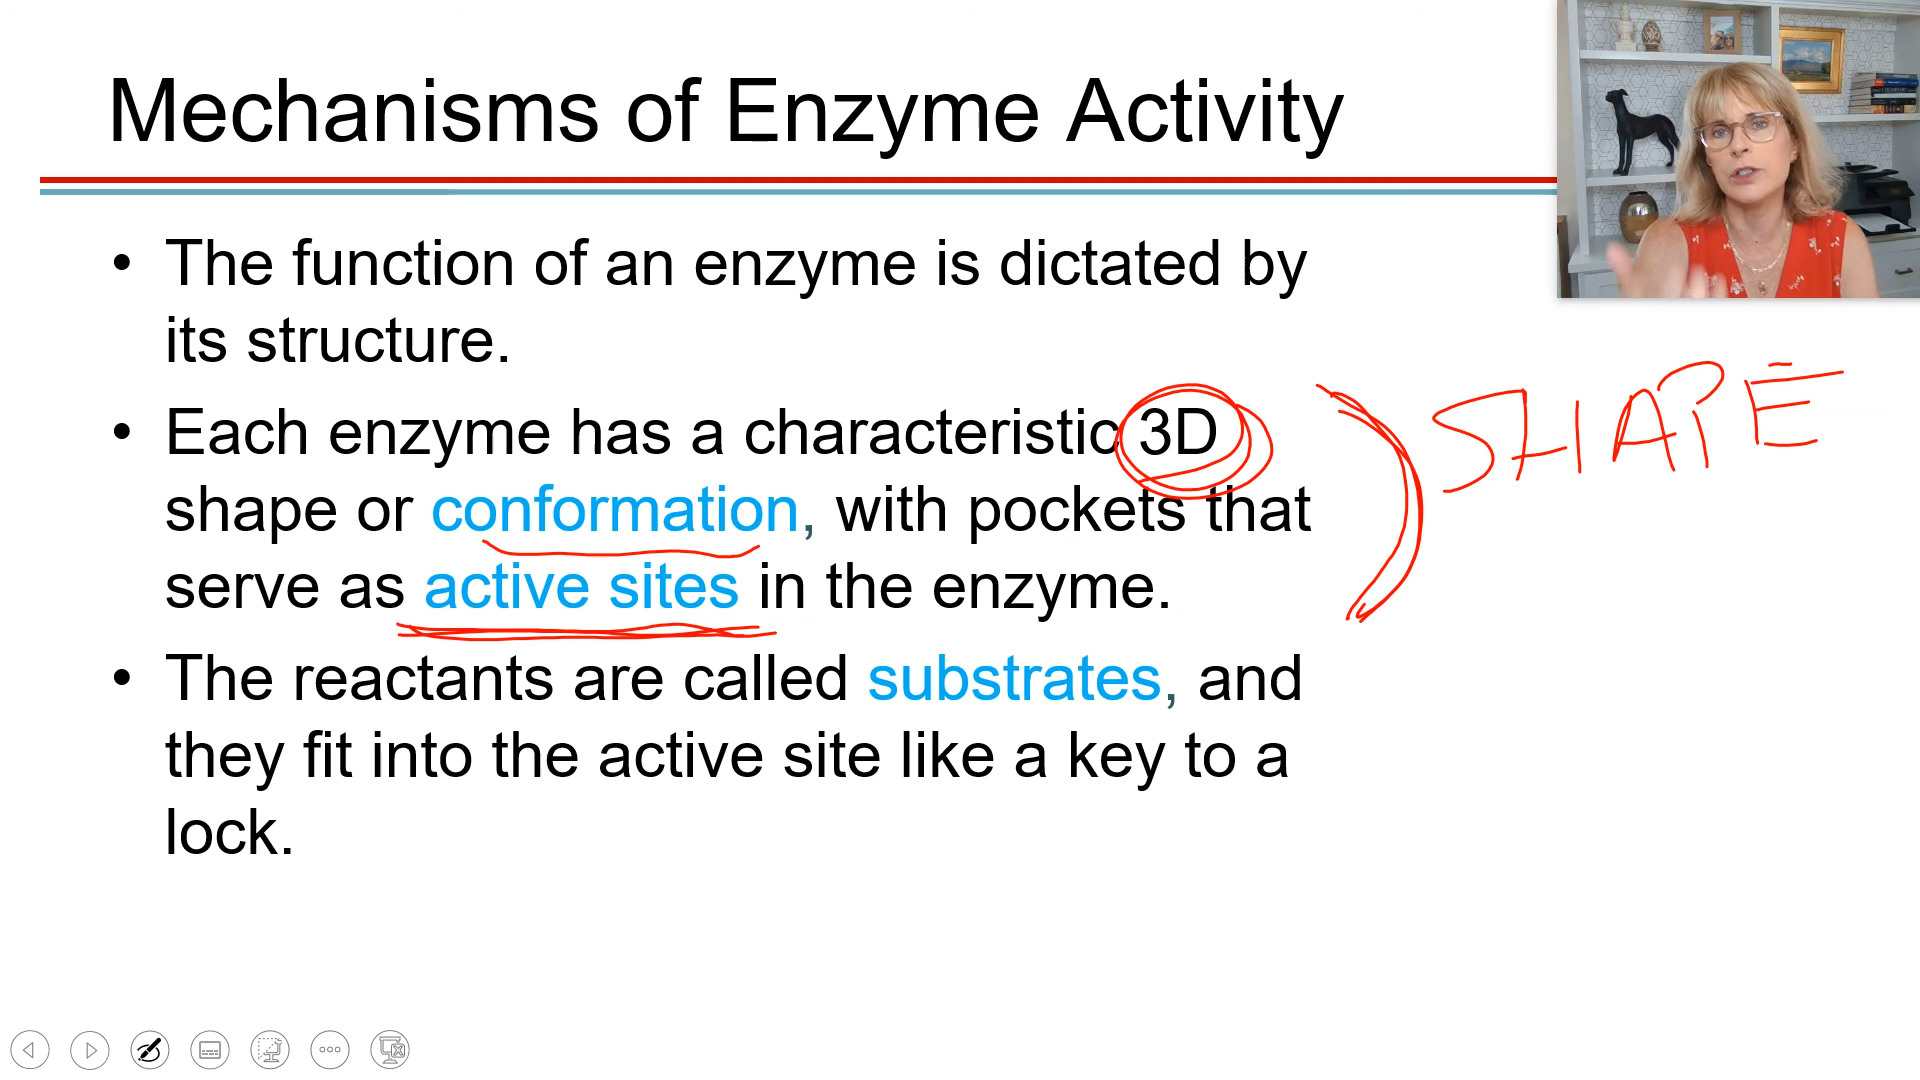 Mechanisms of Enzyme Activity
• The function of an enzyme is dictated by
its structure.
• Each enzyme has a characteristic 3D
shape or conformation, with pockets that
serve as active sites in the enzyme.
• The reactants are called substrates, and
they fit into the active site like a key to a
lock.
SHAPE